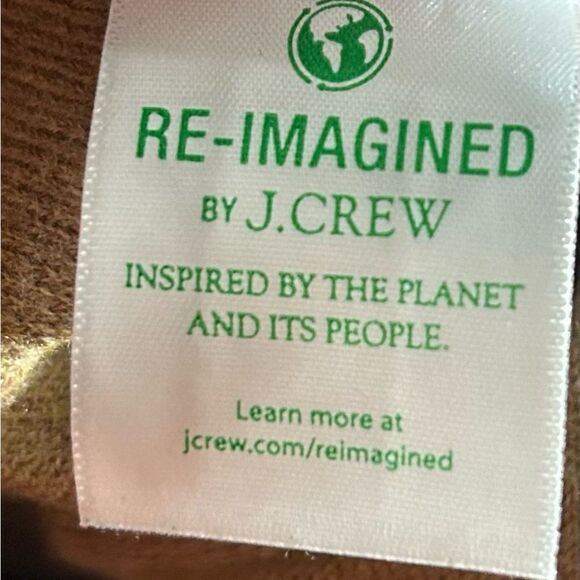 RE-IMAGINED
BY J.CREW
INSPIRED BY THE PLANET
AND ITS PEOPLE.
Learn more at
jcrew.com/reimagined